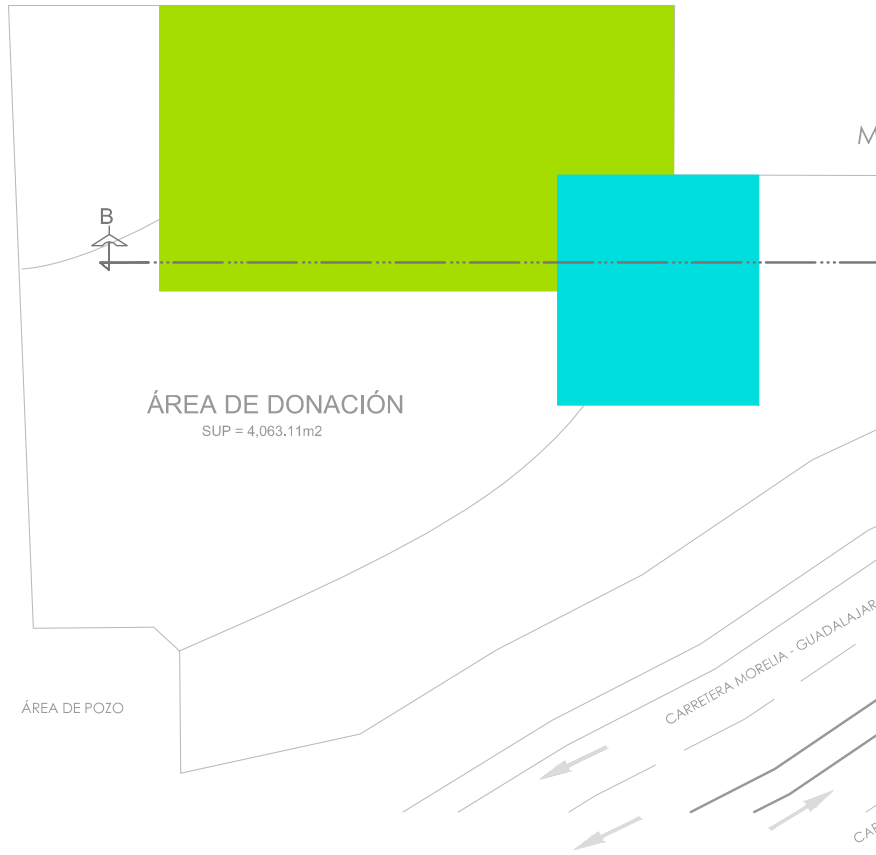 B
ÁREA DE DONACIÓN
SUP = 4,063.11m2
CARRETERA MORELIA - GUADALAJAR
ÁREA DE POZO